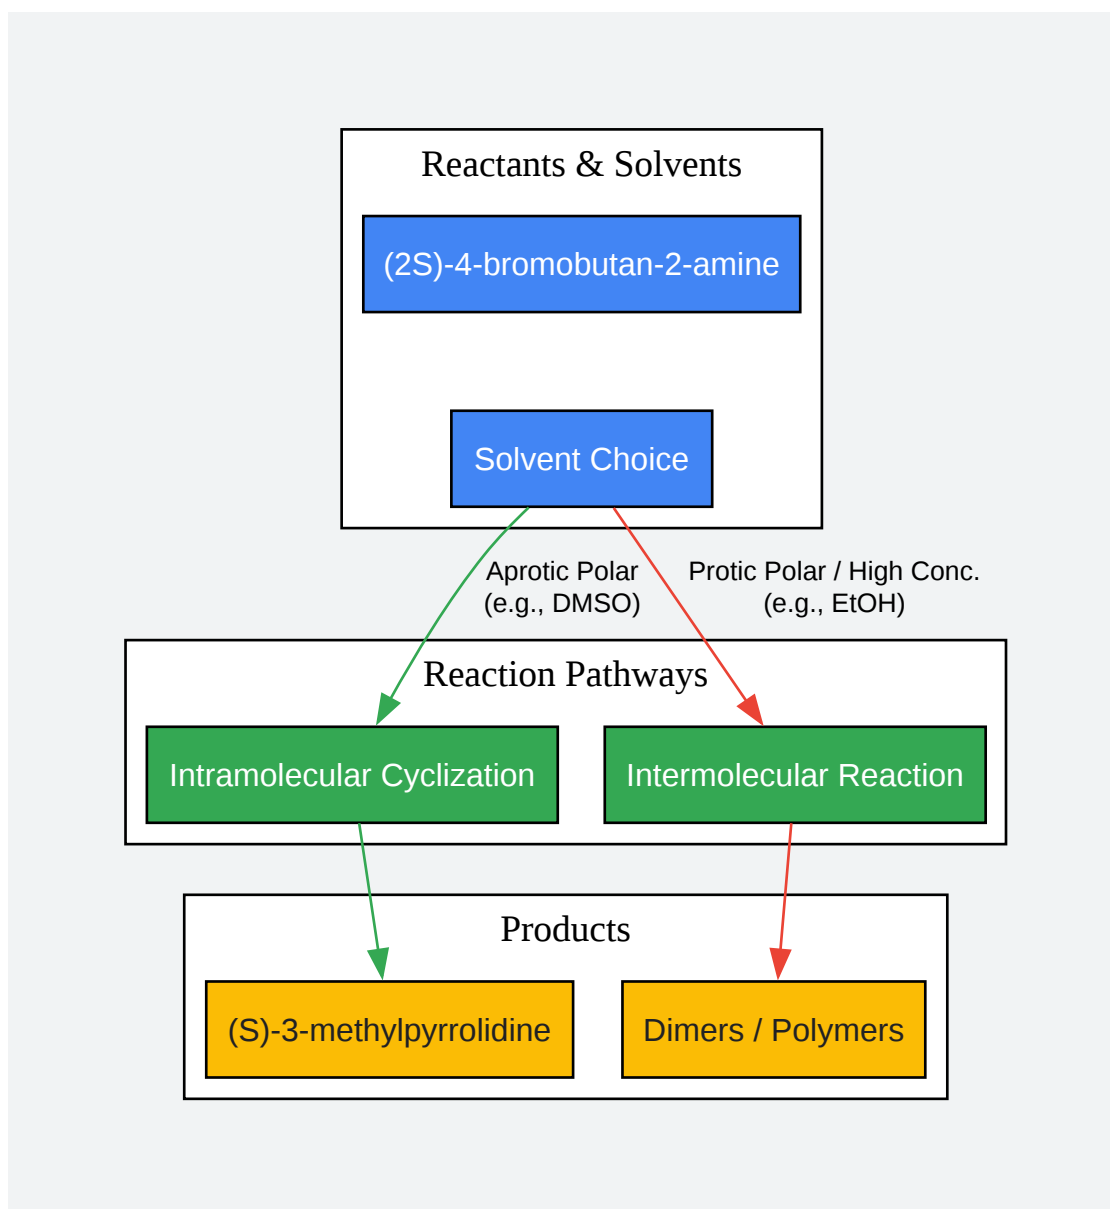 Reactants & Solvents
(2S)-4-bromobutan-2-amine
Solvent Choice
Aprotic Polar
(e.g., DMSO)
Protic Polar / High Conc.
(e.g., EtOH)
Reaction Pathways
Intramolecular Cyclization
Intermolecular Reaction
Products
(S)-3-methylpyrrolidine
Dimers / Polymers